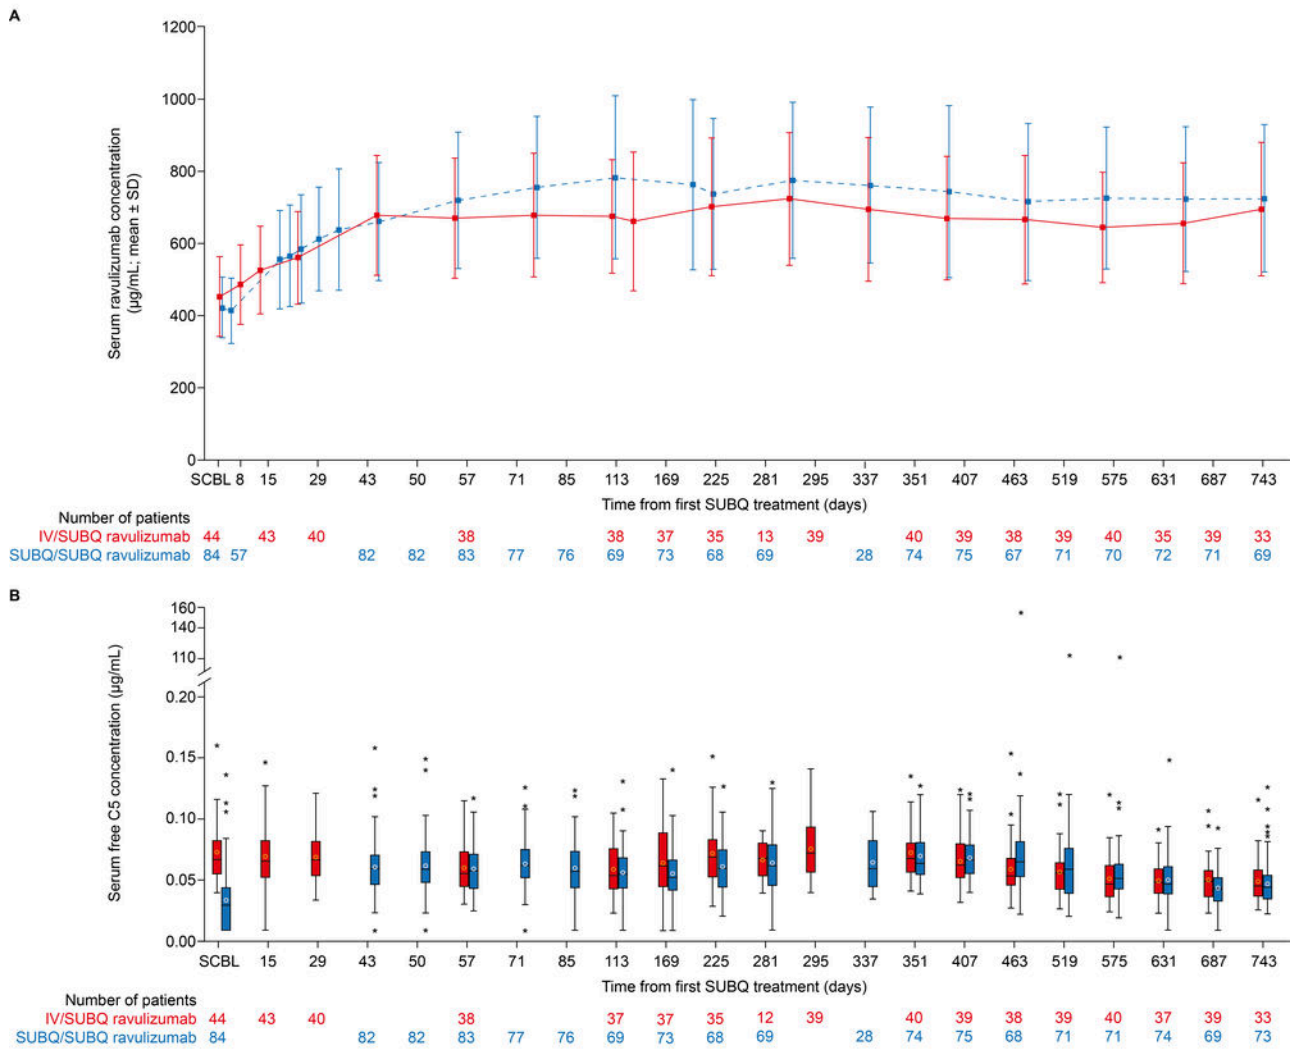 A
1200
1000
800
600
400
200
0
Serum ravulizumab concentration
(µg/mL; mean ± SD)
SCBL 8 15 29 43 50 57 71 85 113 169 225 281 295 337 351 407 463 519 575 631 687 743
Time from first SUBQ treatment (days)
Number of patients
IV/SUBQ ravulizumab 44 43 40 38 38 37 35 13 39 40 39 38 39 40 35 39 33
SUBQ/SUBQ ravulizumab 84 57 82 82 83 77 76 69 73 68 69 28 74 75 67 71 70 72 71 69
B
160
140
110
0.20
0.15
0.10
0.05
0.00
Serum free C5 concentration (µg/mL)
SCBL 15 29 43 50 57 71 85 113 169 225 281 295 337 351 407 463 519 575 631 687 743
Time from first SUBQ treatment (days)
Number of patients
IV/SUBQ ravulizumab 44 43 40 38 37 37 35 12 39 40 39 38 39 40 37 39 33
SUBQ/SUBQ ravulizumab 84 82 82 83 77 76 69 73 68 69 28 74 75 68 71 71 74 69 73